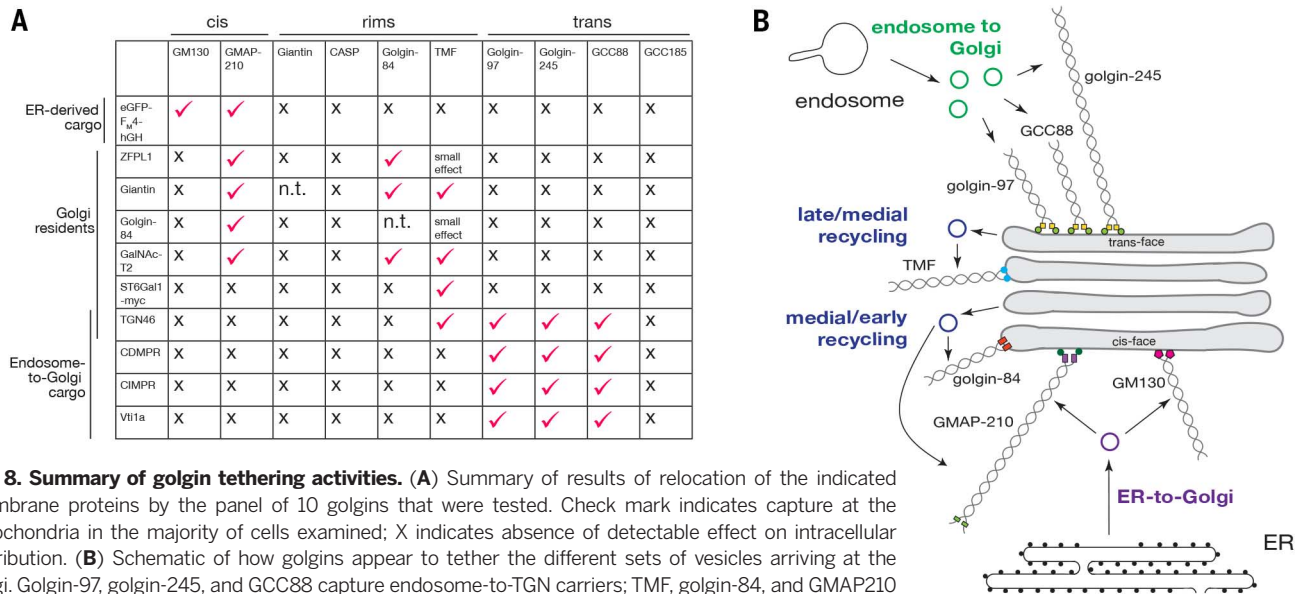 A
cis
rims
trans
GM130
GMAP-
210
Giantin
CASP
Golgin-
84
TMF
Golgin-
97
Golgin-
245
GCC88
GCC185
ER-derived
cargo
eGFP-
FM4-
hGH
✓ ✓ x x x x x x x x
Golgi
residents
ZFPL1
x ✓ x x ✓ small
effect x x x x
Giantin
x ✓ n.t. x ✓ ✓ x x x x
Golgin-
84
x ✓ x x n.t. small
effect x x x x
GalNAc-
T2
x ✓ x x ✓ ✓ x x x x
ST6Gal1
-myc
x x x x x ✓ x x x x
Endosome-
to-Golgi
cargo
TGN46
x x x x x ✓ ✓ ✓ ✓ x
CDMPR
x x x x x x ✓ ✓ ✓ x
CIMPR
x x x x x x ✓ ✓ ✓ x
Vti1a
x x x x x x ✓ ✓ ✓ x
B
endosome to
Golgi
endosome
golgin-245
GCC88
golgin-97
late/medial
recycling
trans-face
TMF
medial/early
recycling
cis-face
golgin-84
GM130
GMAP-210
ER-to-Golgi
ER
8. Summary of golgin tethering activities. (A) Summary of results of relocation of the indicated
mbrane proteins by the panel of 10 golgins that were tested. Check mark indicates capture at the
ochondria in the majority of cells examined; X indicates absence of detectable effect on intracellular
ribution. (B) Schematic of how golgins appear to tether the different sets of vesicles arriving at the
gi. Golgin-97, golgin-245, and GCC88 capture endosome-to-TGN carriers; TMF, golgin-84, and GMAP210